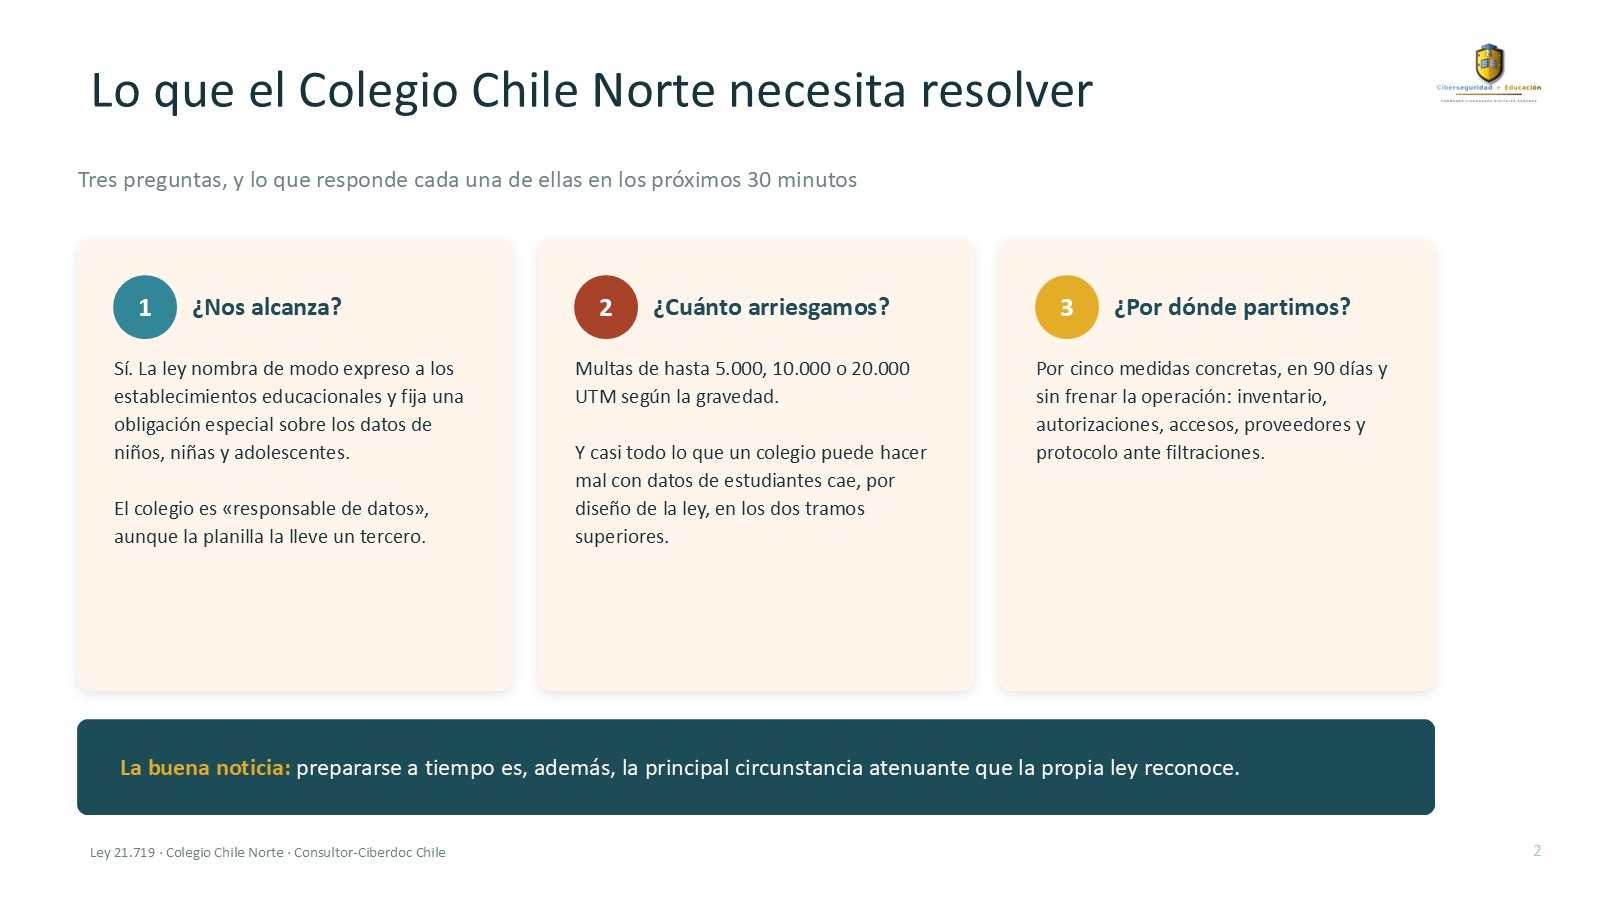 Lo que el Colegio Chile Norte necesita resolver
Ciberseguridad + Educación
FORMANDO CIUDADANOS DIGITALES SEGUROS
Tres preguntas, y lo que responde cada una de ellas en los próximos 30 minutos
1
¿Nos alcanza?
Sí. La ley nombra de modo expreso a los
establecimientos educacionales y fija una
obligación especial sobre los datos de
niños, niñas y adolescentes.
El colegio es «responsable de datos»,
aunque la planilla la lleve un tercero.
2
¿Cuánto arriesgamos?
Multas de hasta 5.000, 10.000 o 20.000
UTM según la gravedad.
Y casi todo lo que un colegio puede hacer
mal con datos de estudiantes cae, por
diseño de la ley, en los dos tramos
superiores.
3
¿Por dónde partimos?
Por cinco medidas concretas, en 90 días y
sin frenar la operación: inventario,
autorizaciones, accesos, proveedores y
protocolo ante filtraciones.
La buena noticia: prepararse a tiempo es, además, la principal circunstancia atenuante que la propia ley reconoce.
Ley 21.719 · Colegio Chile Norte · Consultor-Ciberdoc Chile
2